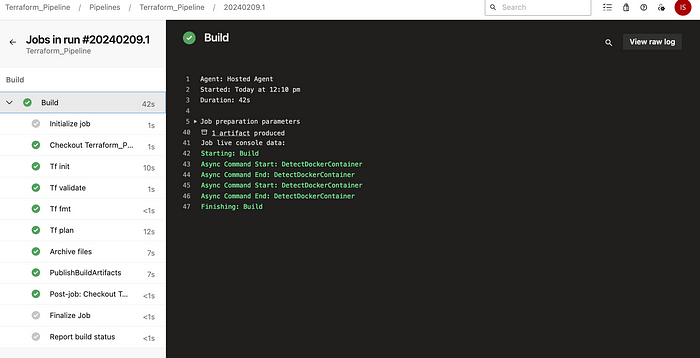 Terraform_Pipeline / Pipelines / Terraform_Pipeline / 20240209.1
Search
IS
Jobs in run #20240209.1
Terraform_Pipeline
Build
Build 42s
Initialize job 1s
Checkout Terraform_P... 1s
Tf init 10s
Tf validate 1s
Tf fmt <1s
Tf plan 12s
Archive files 7s
PublishBuildArtifacts 7s
Post-job: Checkout T... <1s
Finalize Job <1s
Report build status <1s
Build
View raw log
1 Agent: Hosted Agent
2 Started: Today at 12:10 pm
3 Duration: 42s
4
5 Job preparation parameters
40 1 artifact produced
41 Job live console data:
42 Starting: Build
43 Async Command Start: DetectDockerContainer
44 Async Command End: DetectDockerContainer
45 Async Command Start: DetectDockerContainer
46 Async Command End: DetectDockerContainer
47 Finishing: Build